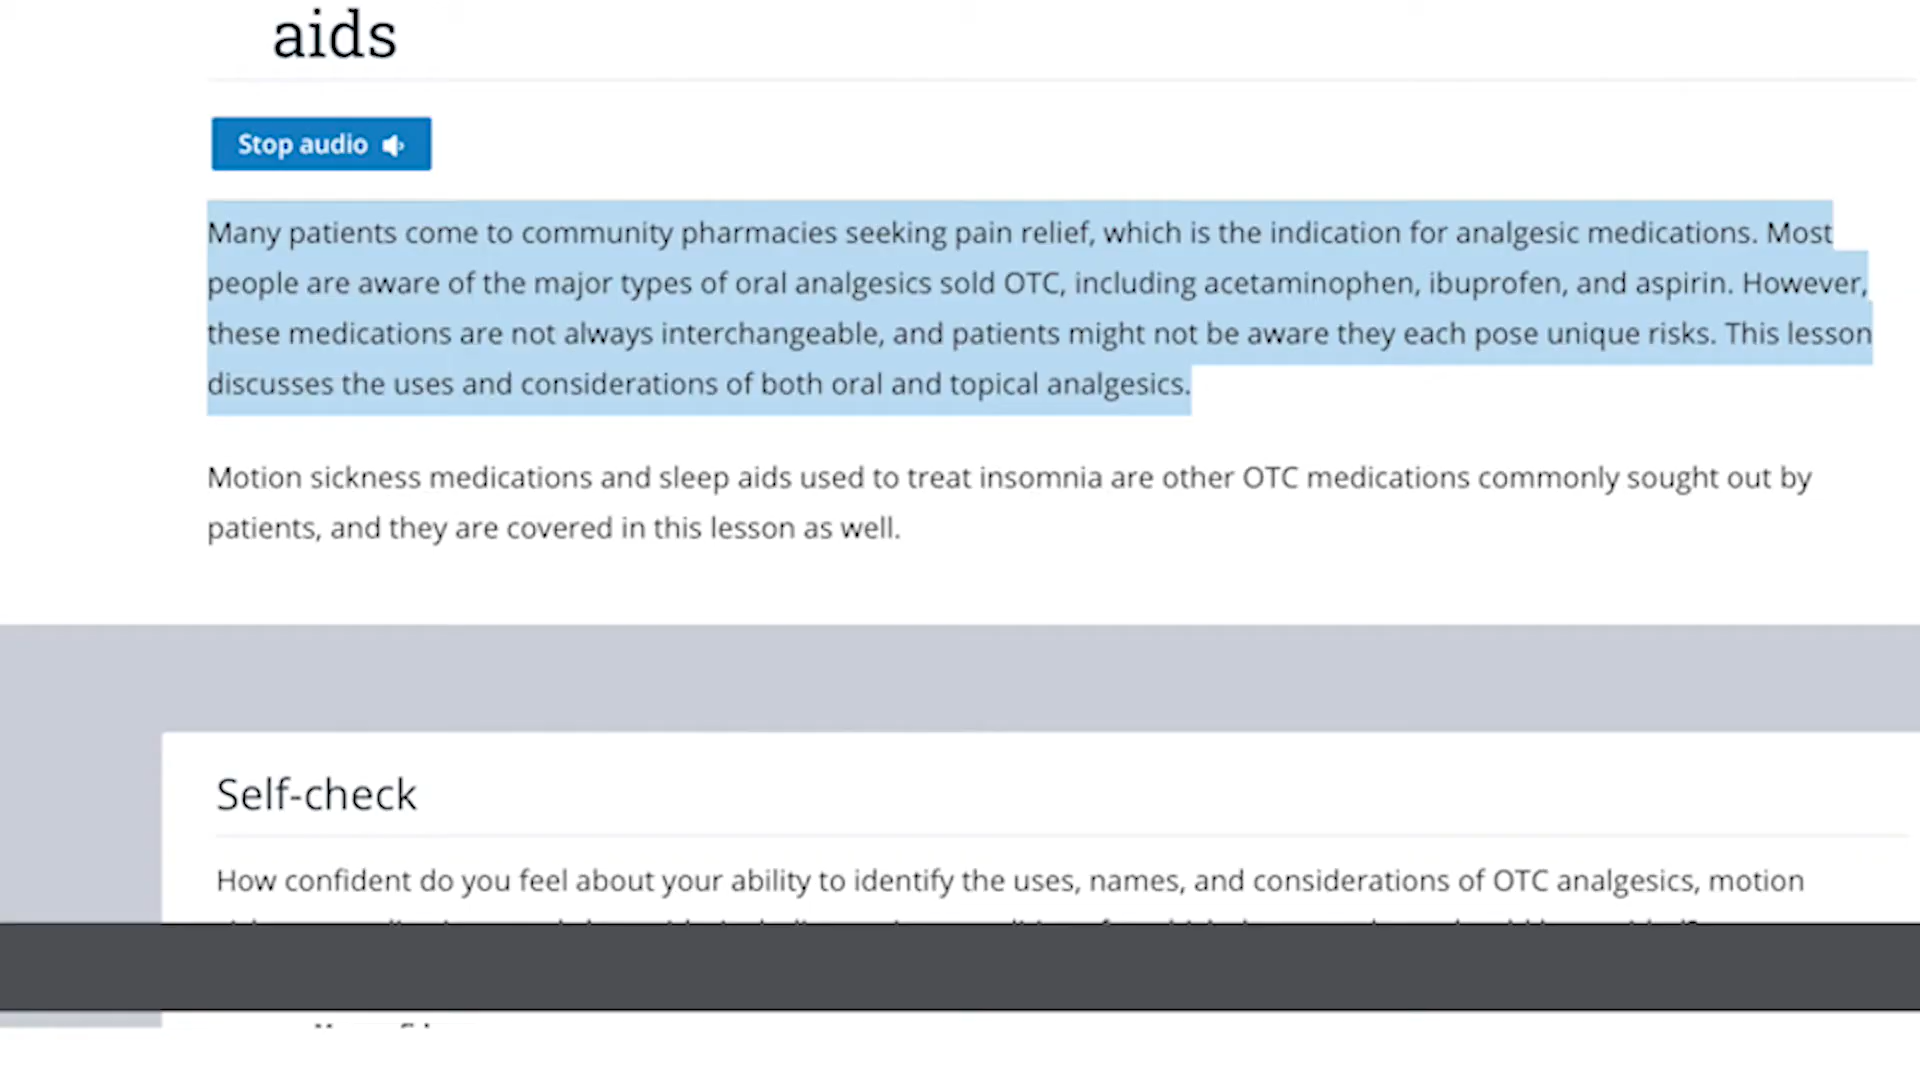 aids
Stop audio
Many patients come to community pharmacies seeking pain relief, which is the indication for analgesic medications. Most
people are aware of the major types of oral analgesics sold OTC, including acetaminophen, ibuprofen, and aspirin. However,
these medications are not always interchangeable, and patients might not be aware they each pose unique risks. This lesson
discusses the uses and considerations of both oral and topical analgesics.
Motion sickness medications and sleep aids used to treat insomnia are other OTC medications commonly sought out by
patients, and they are covered in this lesson as well.
Self-check
How confident do you feel about your ability to identify the uses, names, and considerations of OTC analgesics, motion